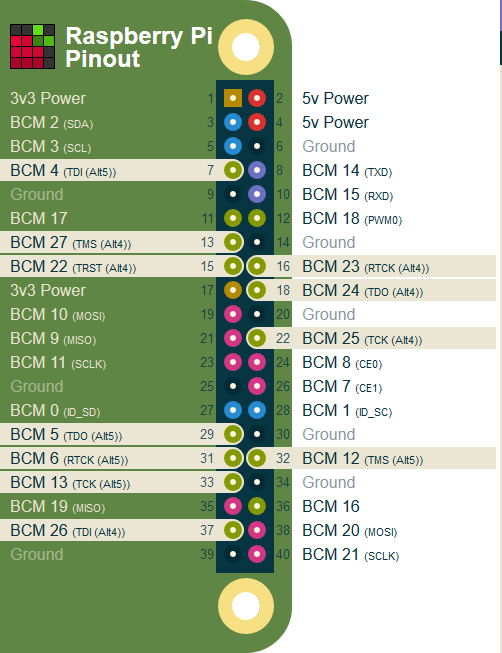 Raspberry Pi
Pinout
3v3 Power 1 2 5v Power
BCM 2 (SDA) 3 4 5v Power
BCM 3 (SCL) 5 6 Ground
BCM 4 (TDI (Alt5)) 7 8 BCM 14 (TXD)
Ground 9 10 BCM 15 (RXD)
BCM 17 11 12 BCM 18 (PWM0)
BCM 27 (TMS (Alt4)) 13 14 Ground
BCM 22 (TRST (Alt4)) 15 16 BCM 23 (RTCK (Alt4))
3v3 Power 17 18 BCM 24 (TDO (Alt4))
BCM 10 (MOSI) 19 20 Ground
BCM 9 (MISO) 21 22 BCM 25 (TCK (Alt4))
BCM 11 (SCLK) 23 24 BCM 8 (CE0)
Ground 25 26 BCM 7 (CE1)
BCM 0 (ID_SD) 27 28 BCM 1 (ID_SC)
BCM 5 (TDO (Alt5)) 29 30 Ground
BCM 6 (RTCK (Alt5)) 31 32 BCM 12 (TMS (Alt5))
BCM 13 (TCK (Alt5)) 33 34 Ground
BCM 19 (MISO) 35 36 BCM 16
BCM 26 (TDI (Alt4)) 37 38 BCM 20 (MOSI)
Ground 39 40 BCM 21 (SCLK)